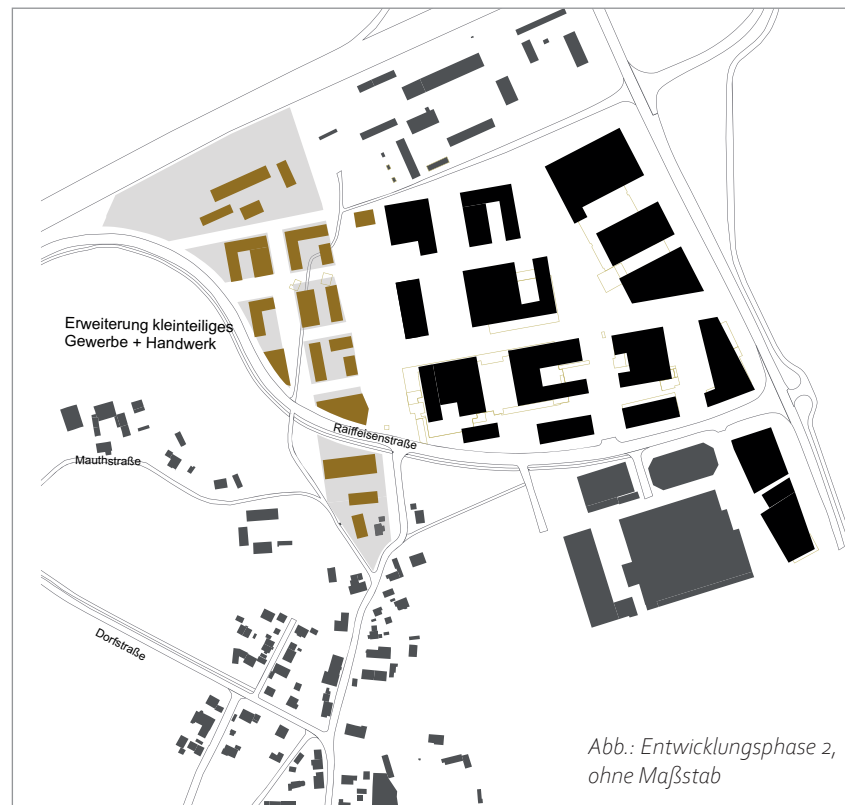 Erweiterung kleinteiliges
Gewerbe + Handwerk
Raiffeisenstraße
Mauthstraße
Dorfstraße
Abb.: Entwicklungsphase 2,
ohne Maßstab